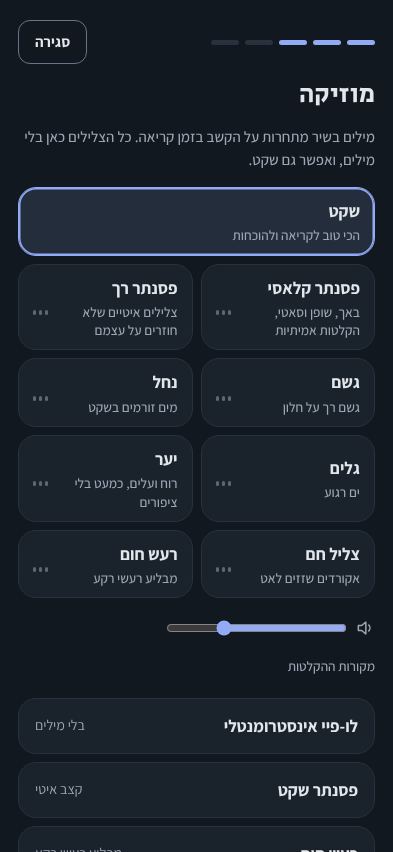 סגירה
מוזיקה
מילים בשיר מתחרות על הקשב בזמן קריאה. כל הצלילים כאן בלי
מילים, ואפשר גם שקט.
שקט
הכי טוב לקריאה ולהוכחות
פסנתר קלאסי
באך, שופן וסאטי,
הקלטות אמיתיות
פסנתר רך
צלילים איטיים שלא
חוזרים על עצמם
גשם
גשם רך על חלון
נחל
מים זורמים בשקט
גלים
ים רגוע
יער
רוח ועלים, כמעט בלי
ציפורים
צליל חם
אקורדים שזזים לאט
רעש חום
מבליע רעשי רקע
מקורות ההקלטות
לו-פיי אינסטרומנטלי
בלי מילים
פסנתר שקט
קצב איטי